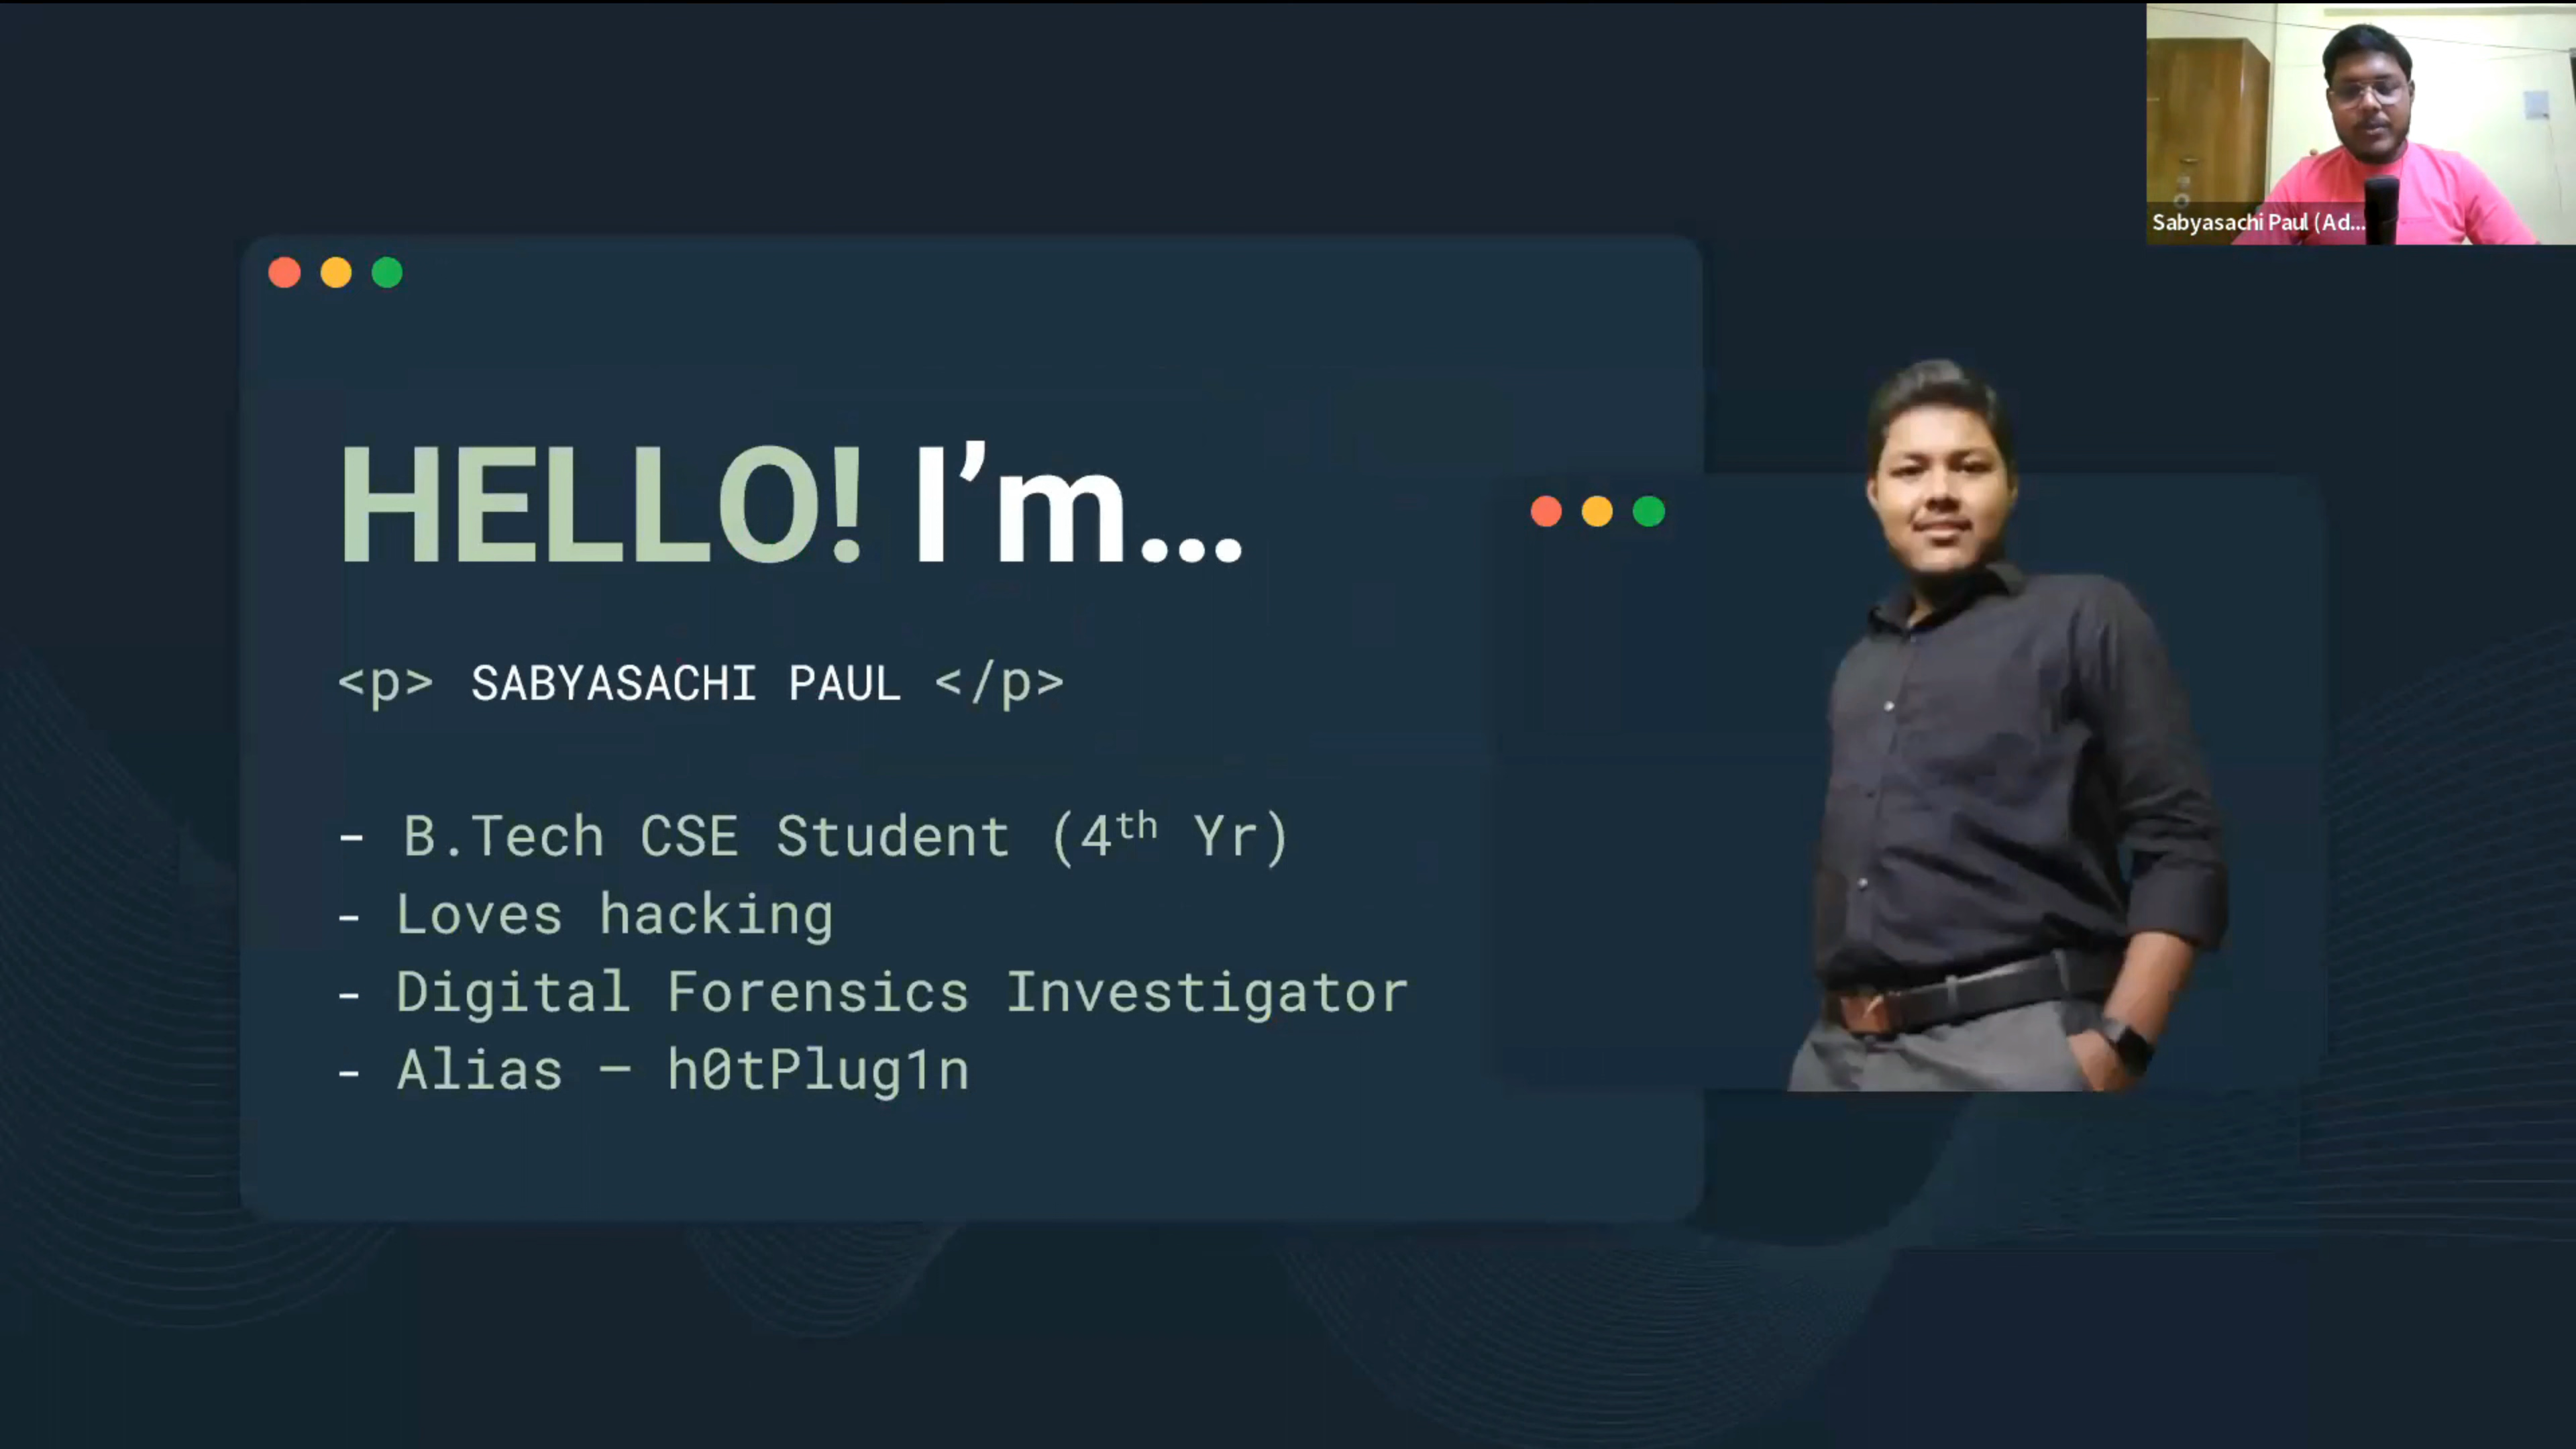 Sabyasachi Paul (Ad...
HELLO! I’m...
<p> SABYASACHI PAUL </p>
- B.Tech CSE Student (4th Yr)
- Loves hacking
- Digital Forensics Investigator
- Alias – h0tPlug1n